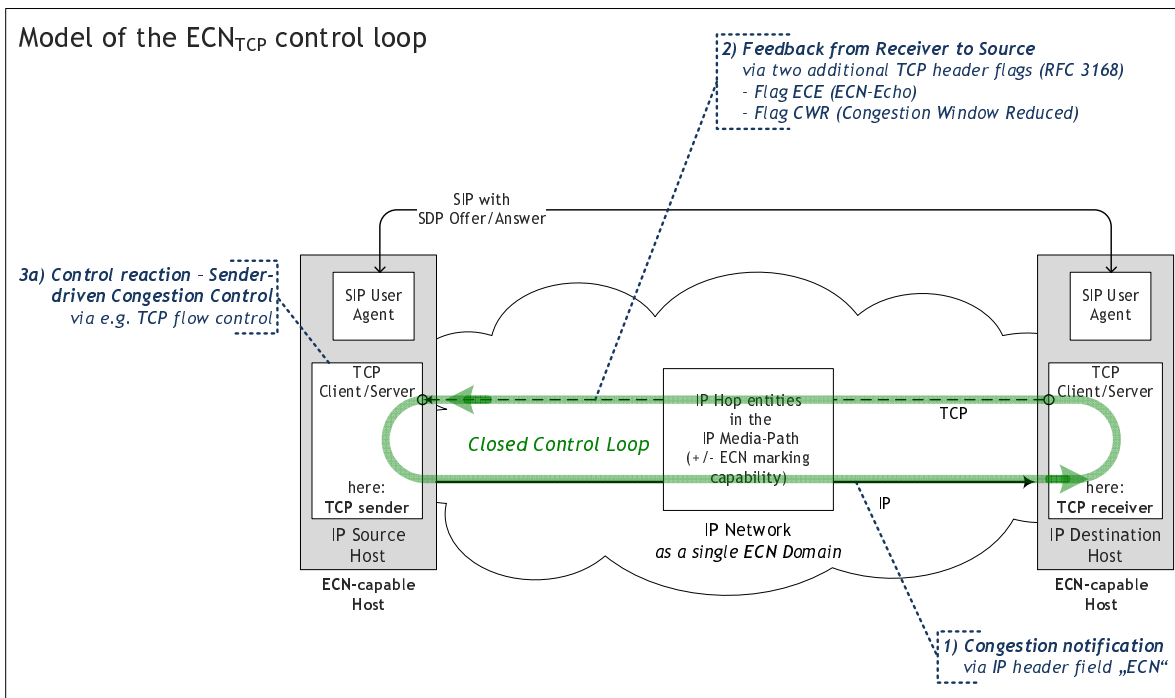 Model of the ECNTCP control loop
2) Feedback from Receiver to Source
via two additional TCP header flags (RFC 3168)
- Flag ECE (ECN-Echo)
- Flag CWR (Congestion Window Reduced)
SIP with
SDP Offer/Answer
3a) Control reaction – Sender-
driven Congestion Control
via e.g. TCP flow control
SIP User
Agent
SIP User
Agent
TCP
Client/Server
IP Hop entities
in the
IP Media-Path
(+/- ECN marking
capability)
TCP
TCP
Client/Server
Closed Control Loop
here:
TCP sender
IP
here:
TCP receiver
IP Source
Host
IP Network
as a single ECN Domain
IP Destination
Host
ECN-capable
Host
ECN-capable
Host
1) Congestion notification
via IP header field „ECN“